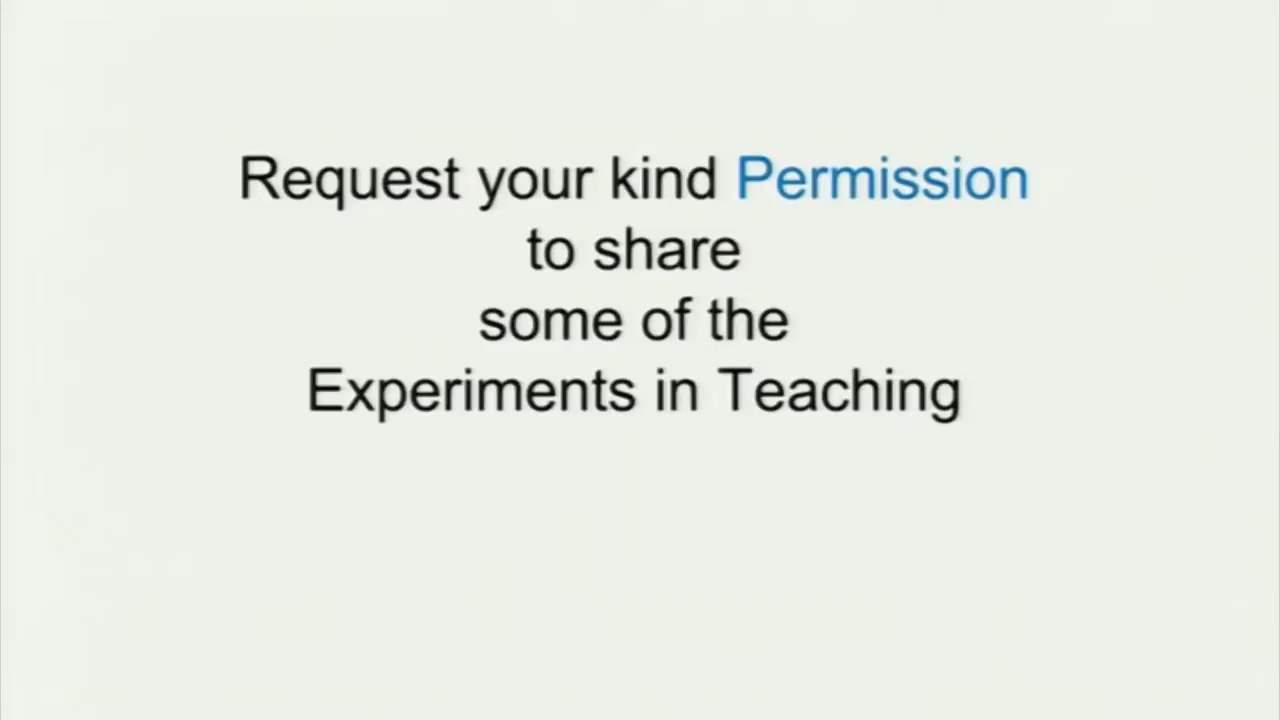 Request your kind Permission
to share
some of the
Experiments in Teaching